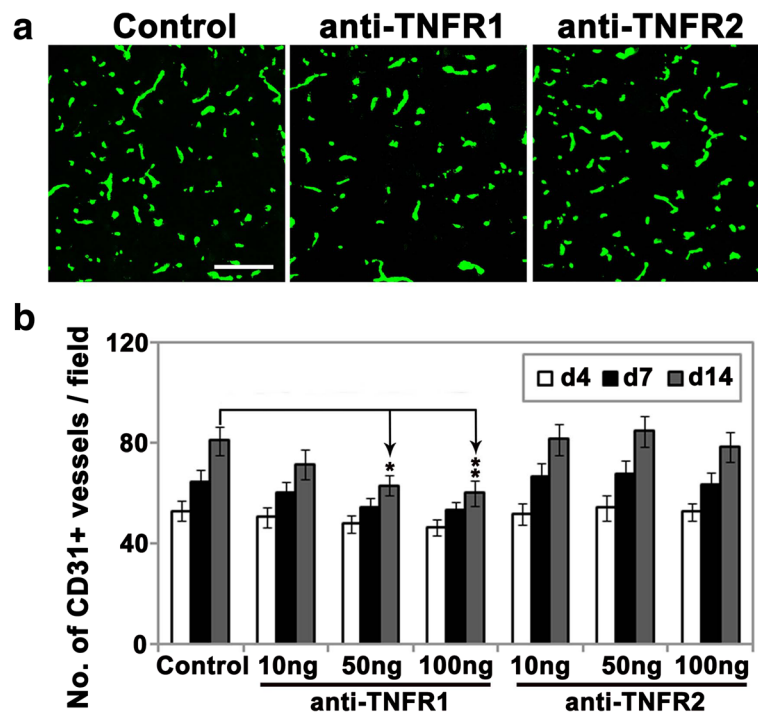 a
Control anti-TNFR1 anti-TNFR2
b
No. of CD31+ vessels / field
120
80
40
0
d4 d7 d14
*
**
Control 10ng 50ng 100ng 10ng 50ng 100ng
anti-TNFR1 anti-TNFR2